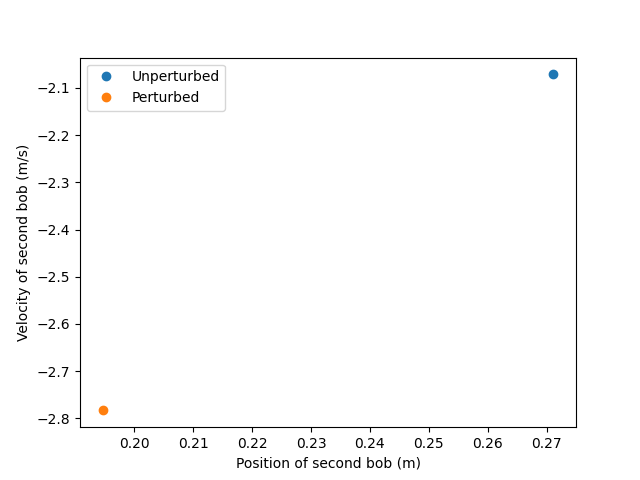 Unperturbed
Perturbed
−2.1
−2.2
−2.3
−2.4
−2.5
−2.6
−2.7
−2.8
Velocity of second bob (m/s)
0.20 0.21 0.22 0.23 0.24 0.25 0.26 0.27
Position of second bob (m)